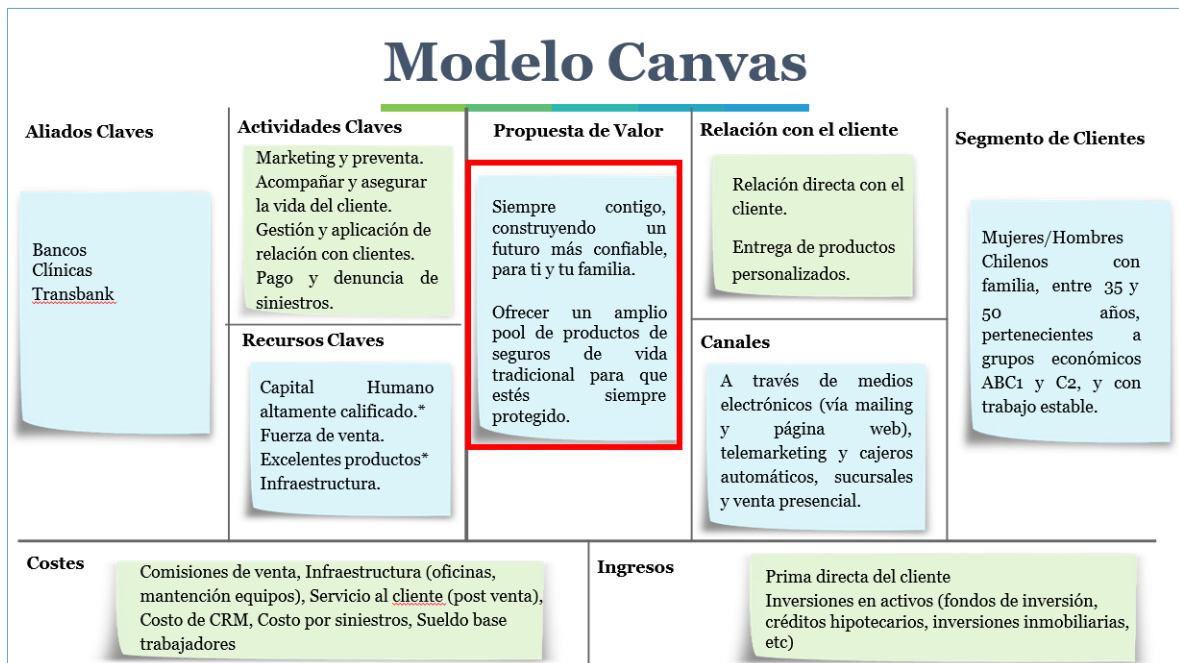 Modelo Canvas
Aliados Claves
Bancos
Clínicas
Transbank
Actividades Claves
Marketing y preventa.
Acompañar y asegurar
la vida del cliente.
Gestión y aplicación de
relación con clientes.
Pago y denuncia de
siniestros.
Recursos Claves
Capital Humano
altamente calificado.*
Fuerza de venta.
Excelentes productos*
Infraestructura.
Propuesta de Valor
Siempre contigo,
construyendo un
futuro más confiable,
para ti y tu familia.
Ofrecer un amplio
pool de productos de
seguros de vida
tradicional para que
estés siempre
protegido.
Relación con el cliente
Relación directa con el
cliente.
Entrega de productos
personalizados.
Canales
A través de medios
electrónicos (vía mailing
y página web),
telemarketing y cajeros
automáticos, sucursales
y venta presencial.
Segmento de Clientes
Mujeres/Hombres
Chilenos con
familia, entre 35 y
50 años,
pertenecientes a
grupos económicos
ABC1 y C2, y con
trabajo estable.
Costes
Comisiones de venta, Infraestructura (oficinas,
mantención equipos), Servicio al cliente (post venta),
Costo de CRM, Costo por siniestros, Sueldo base
trabajadores
Ingresos
Prima directa del cliente
Inversiones en activos (fondos de inversión,
créditos hipotecarios, inversiones inmobiliarias,
etc)